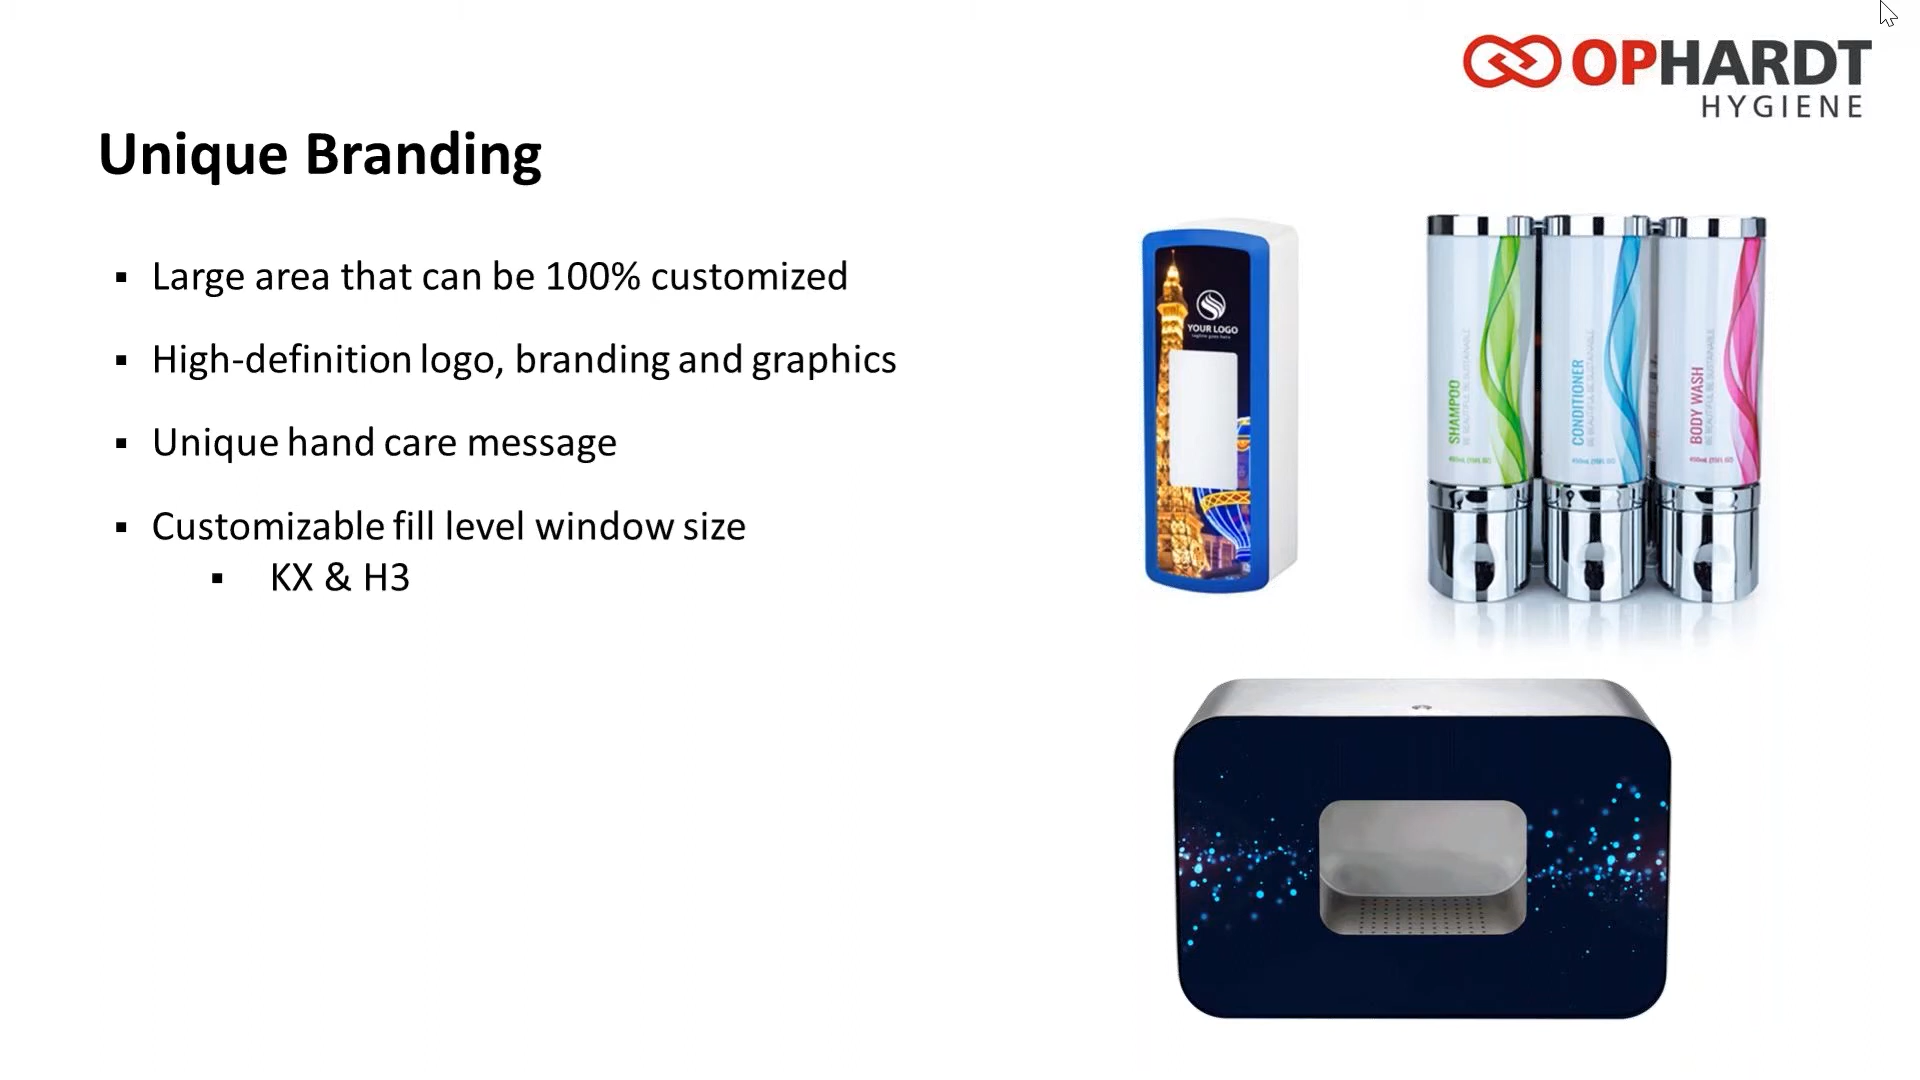 OPHARDT
HYGIENE
Unique Branding
▪ Large area that can be 100% customized
▪ High-definition logo, branding and graphics
▪ Unique hand care message
▪ Customizable fill level window size
▪ KX & H3
YOUR LOGO
SHAMPOO
CONDITIONER
BODY WASH